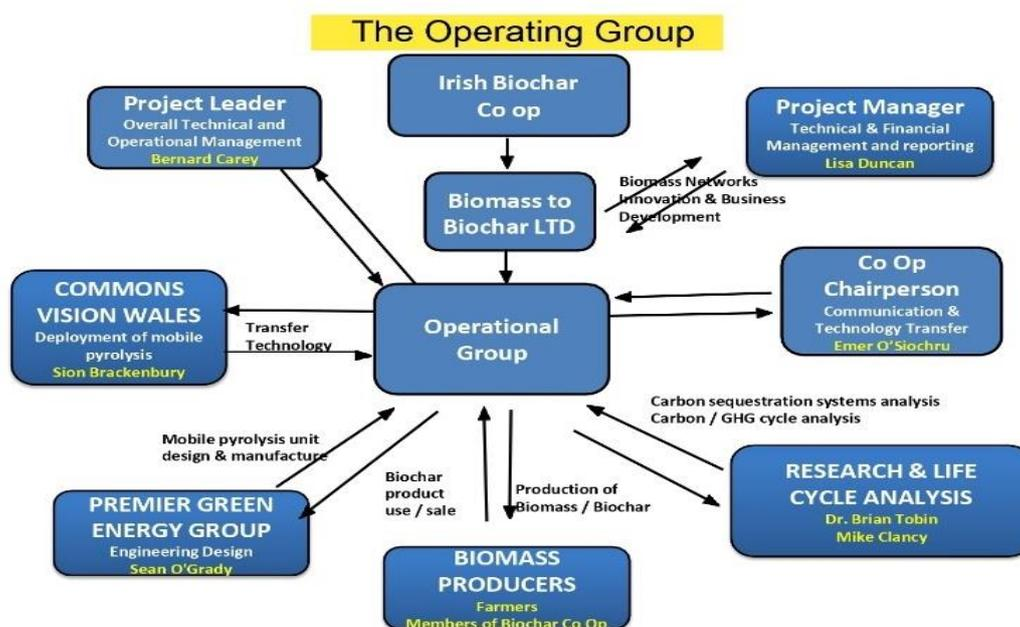 The Operating Group
Irish Biochar
Co op
Project Leader
Overall Technical and
Operational Management
Bernard Carey
Project Manager
Technical & Financial
Management and reporting
Lisa Duncan
Biomass to
Biochar LTD
Biomass Networks
Innovation & Business
Development
COMMONS
VISION WALES
Deployment of mobile
pyrolysis
Sion Brackenbury
Transfer
Technology
Operational
Group
Co Op
Chairperson
Communication &
Technology Transfer
Emer O'Siochru
Carbon sequestration systems analysis
Carbon / GHG cycle analysis
Mobile pyrolysis unit
design & manufacture
Biochar
product
use / sale
Production of
Biomass / Biochar
PREMIER GREEN
ENERGY GROUP
Engineering Design
Sean O'Grady
BIOMASS
PRODUCERS
Farmers
Members of Biochar Co Op
RESEARCH & LIFE
CYCLE ANALYSIS
Dr. Brian Tobin
Mike Clancy